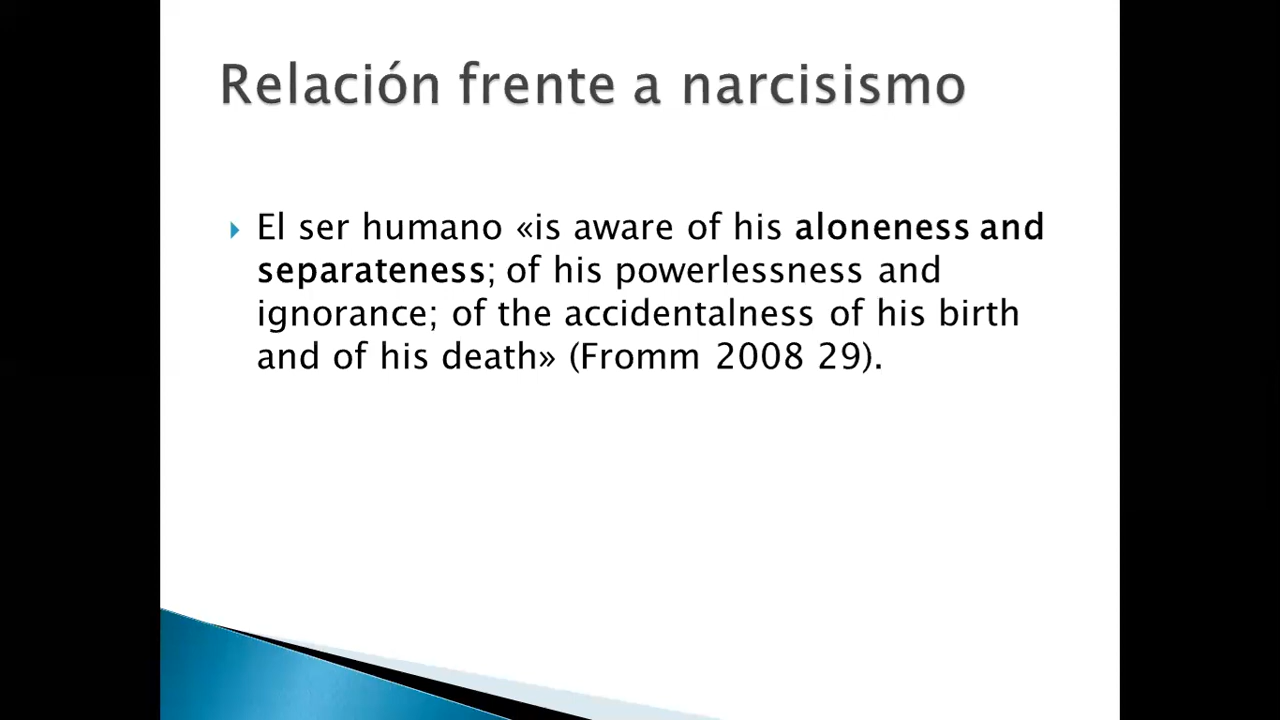 Relación frente a narcisismo
El ser humano «is aware of his aloneness and
separateness; of his powerlessness and
ignorance; of the accidentalness of his birth
and of his death» (Fromm 2008 29).